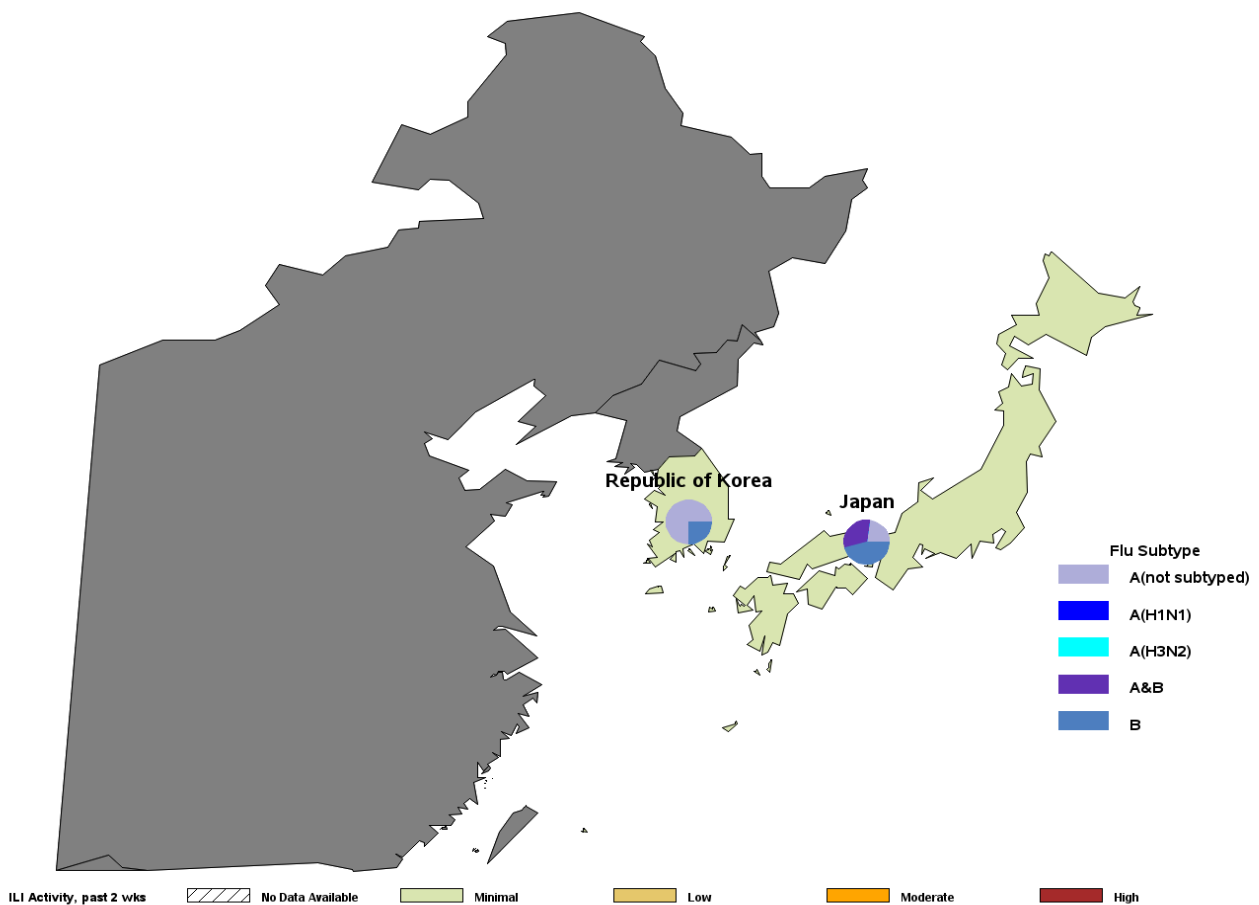 Republic of Korea
Japan
Flu Subtype
A(not subtyped)
A(H1N1)
A(H3N2)
A&B
B
ILI Activity, past 2 wks No Data Available Minimal Low Moderate High